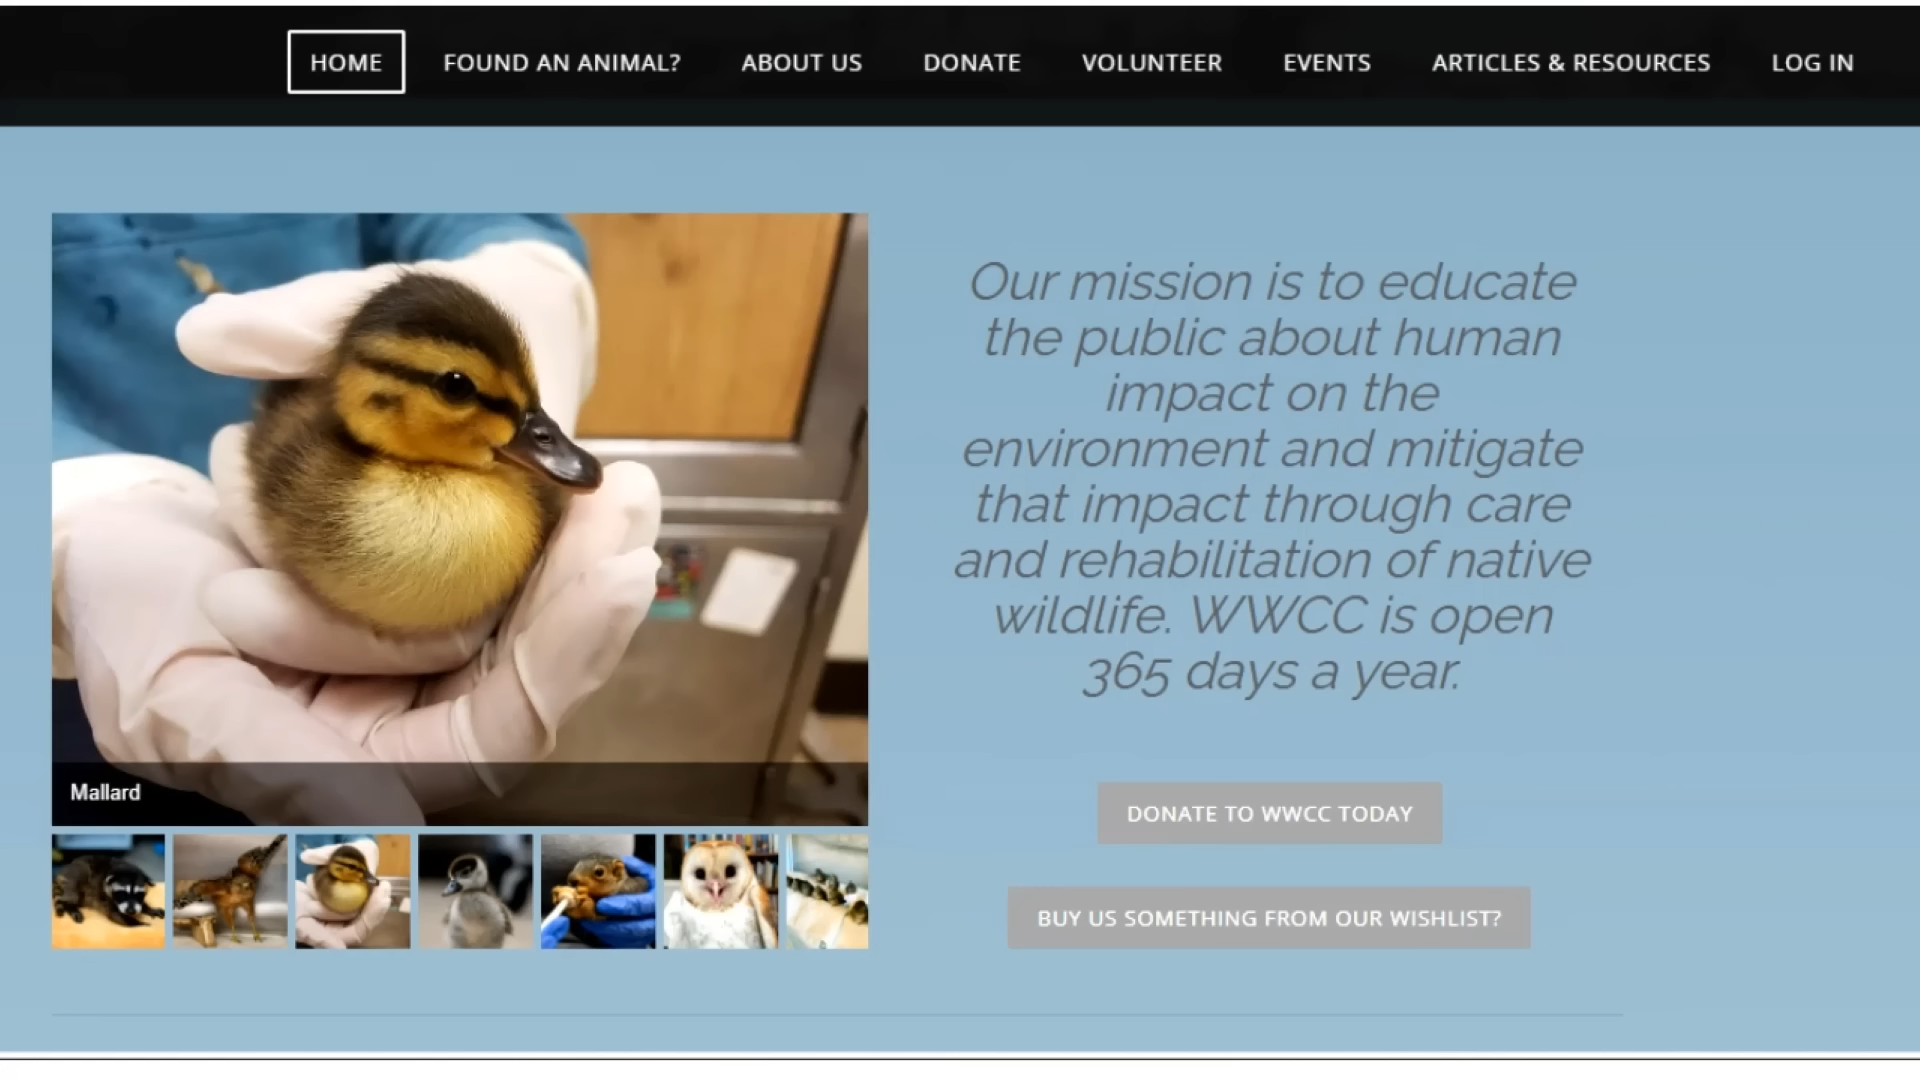 HOME FOUND AN ANIMAL? ABOUT US DONATE VOLUNTEER EVENTS ARTICLES & RESOURCES LOG IN
Our mission is to educate
the public about human
impact on the
environment and mitigate
that impact through care
and rehabilitation of native
wildlife. WWCC is open
365 days a year.
Mallard
DONATE TO WWCC TODAY
BUY US SOMETHING FROM OUR WISHLIST?